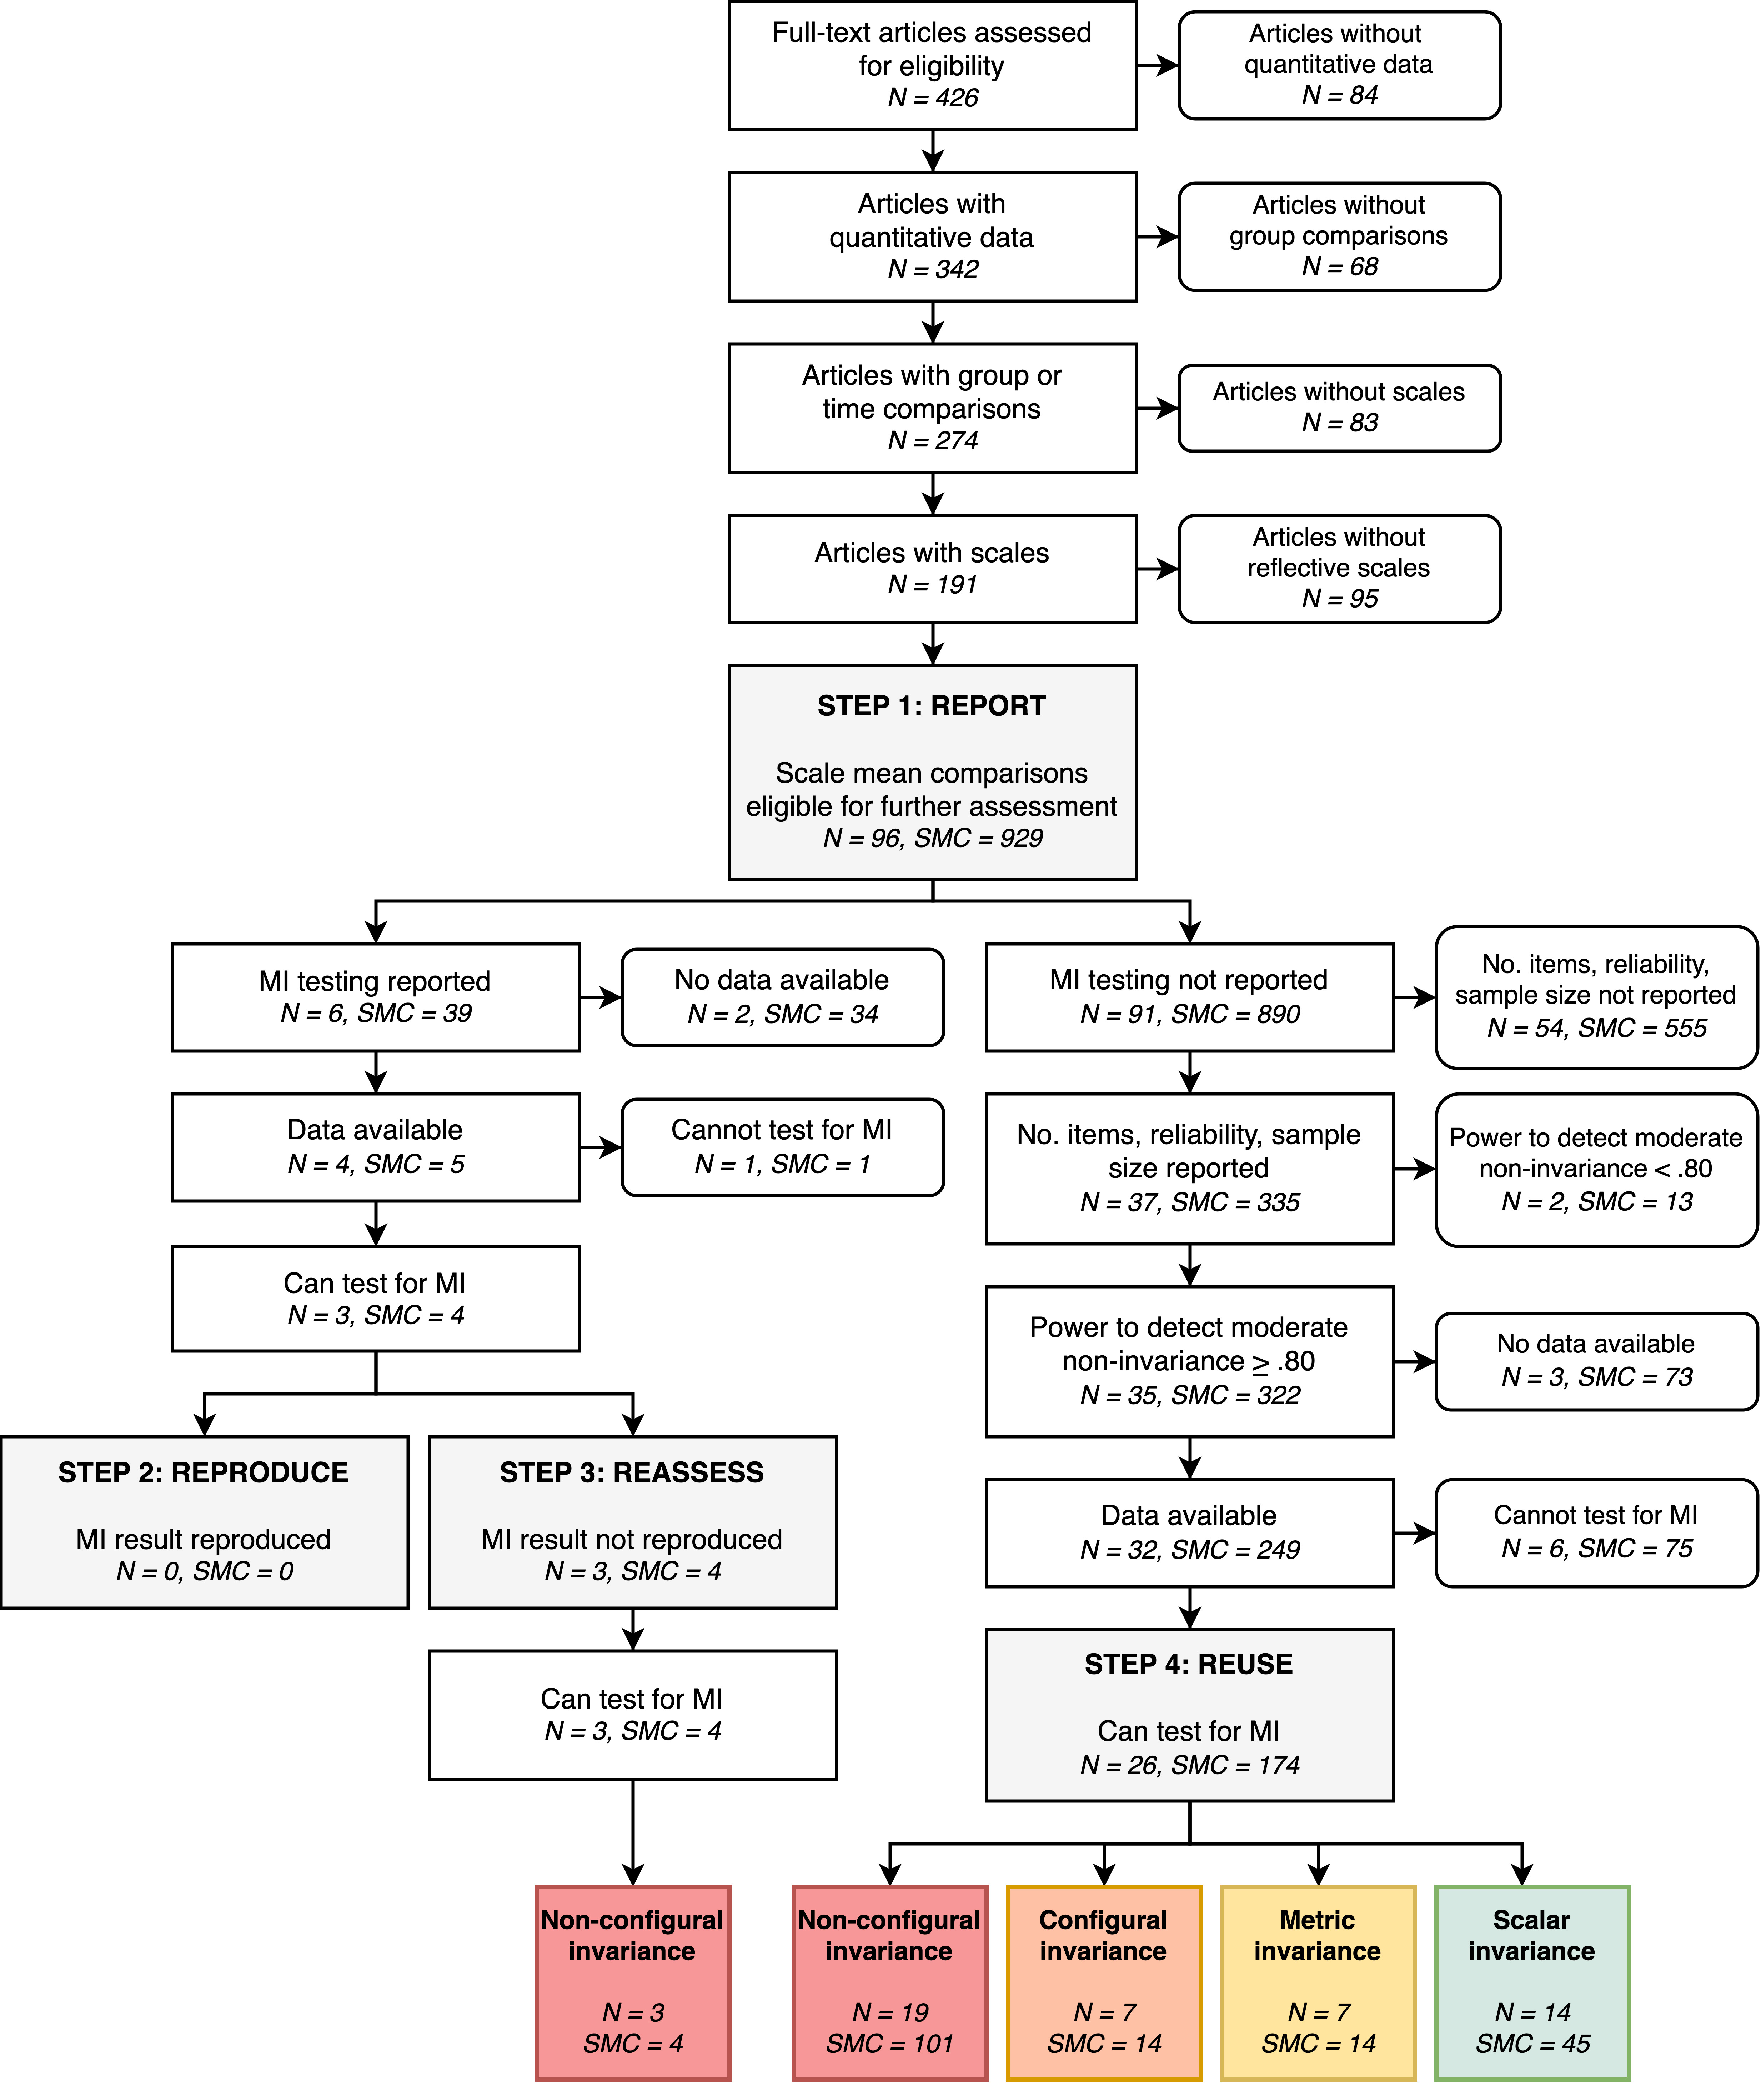 Full-text articles assessed
for eligibility
N = 426
Articles without
quantitative data
N = 84
Articles with
quantitative data
N = 342
Articles without
group comparisons
N = 68
Articles with group or
time comparisons
N = 274
Articles without scales
N = 83
Articles with scales
N = 191
Articles without
reflective scales
N = 95
STEP 1: REPORT
Scale mean comparisons
eligible for further assessment
N = 96, SMC = 929
MI testing reported
N = 6, SMC = 39
No data available
N = 2, SMC = 34
MI testing not reported
N = 91, SMC = 890
No. items, reliability,
sample size not reported
N = 54, SMC = 555
Data available
N = 4, SMC = 5
Cannot test for MI
N = 1, SMC = 1
No. items, reliability, sample
size reported
N = 37, SMC = 335
Power to detect moderate
non-invariance < .80
N = 2, SMC = 13
Can test for MI
N = 3, SMC = 4
Power to detect moderate
non-invariance ≥ .80
N = 35, SMC = 322
No data available
N = 3, SMC = 73
STEP 2: REPRODUCE
MI result reproduced
N = 0, SMC = 0
STEP 3: REASSESS
MI result not reproduced
N = 3, SMC = 4
Data available
N = 32, SMC = 249
Cannot test for MI
N = 6, SMC = 75
Can test for MI
N = 3, SMC = 4
STEP 4: REUSE
Can test for MI
N = 26, SMC = 174
Non-configural
invariance
N = 3
SMC = 4
Non-configural
invariance
N = 19
SMC = 101
Configural
invariance
N = 7
SMC = 14
Metric
invariance
N = 7
SMC = 14
Scalar
invariance
N = 14
SMC = 45